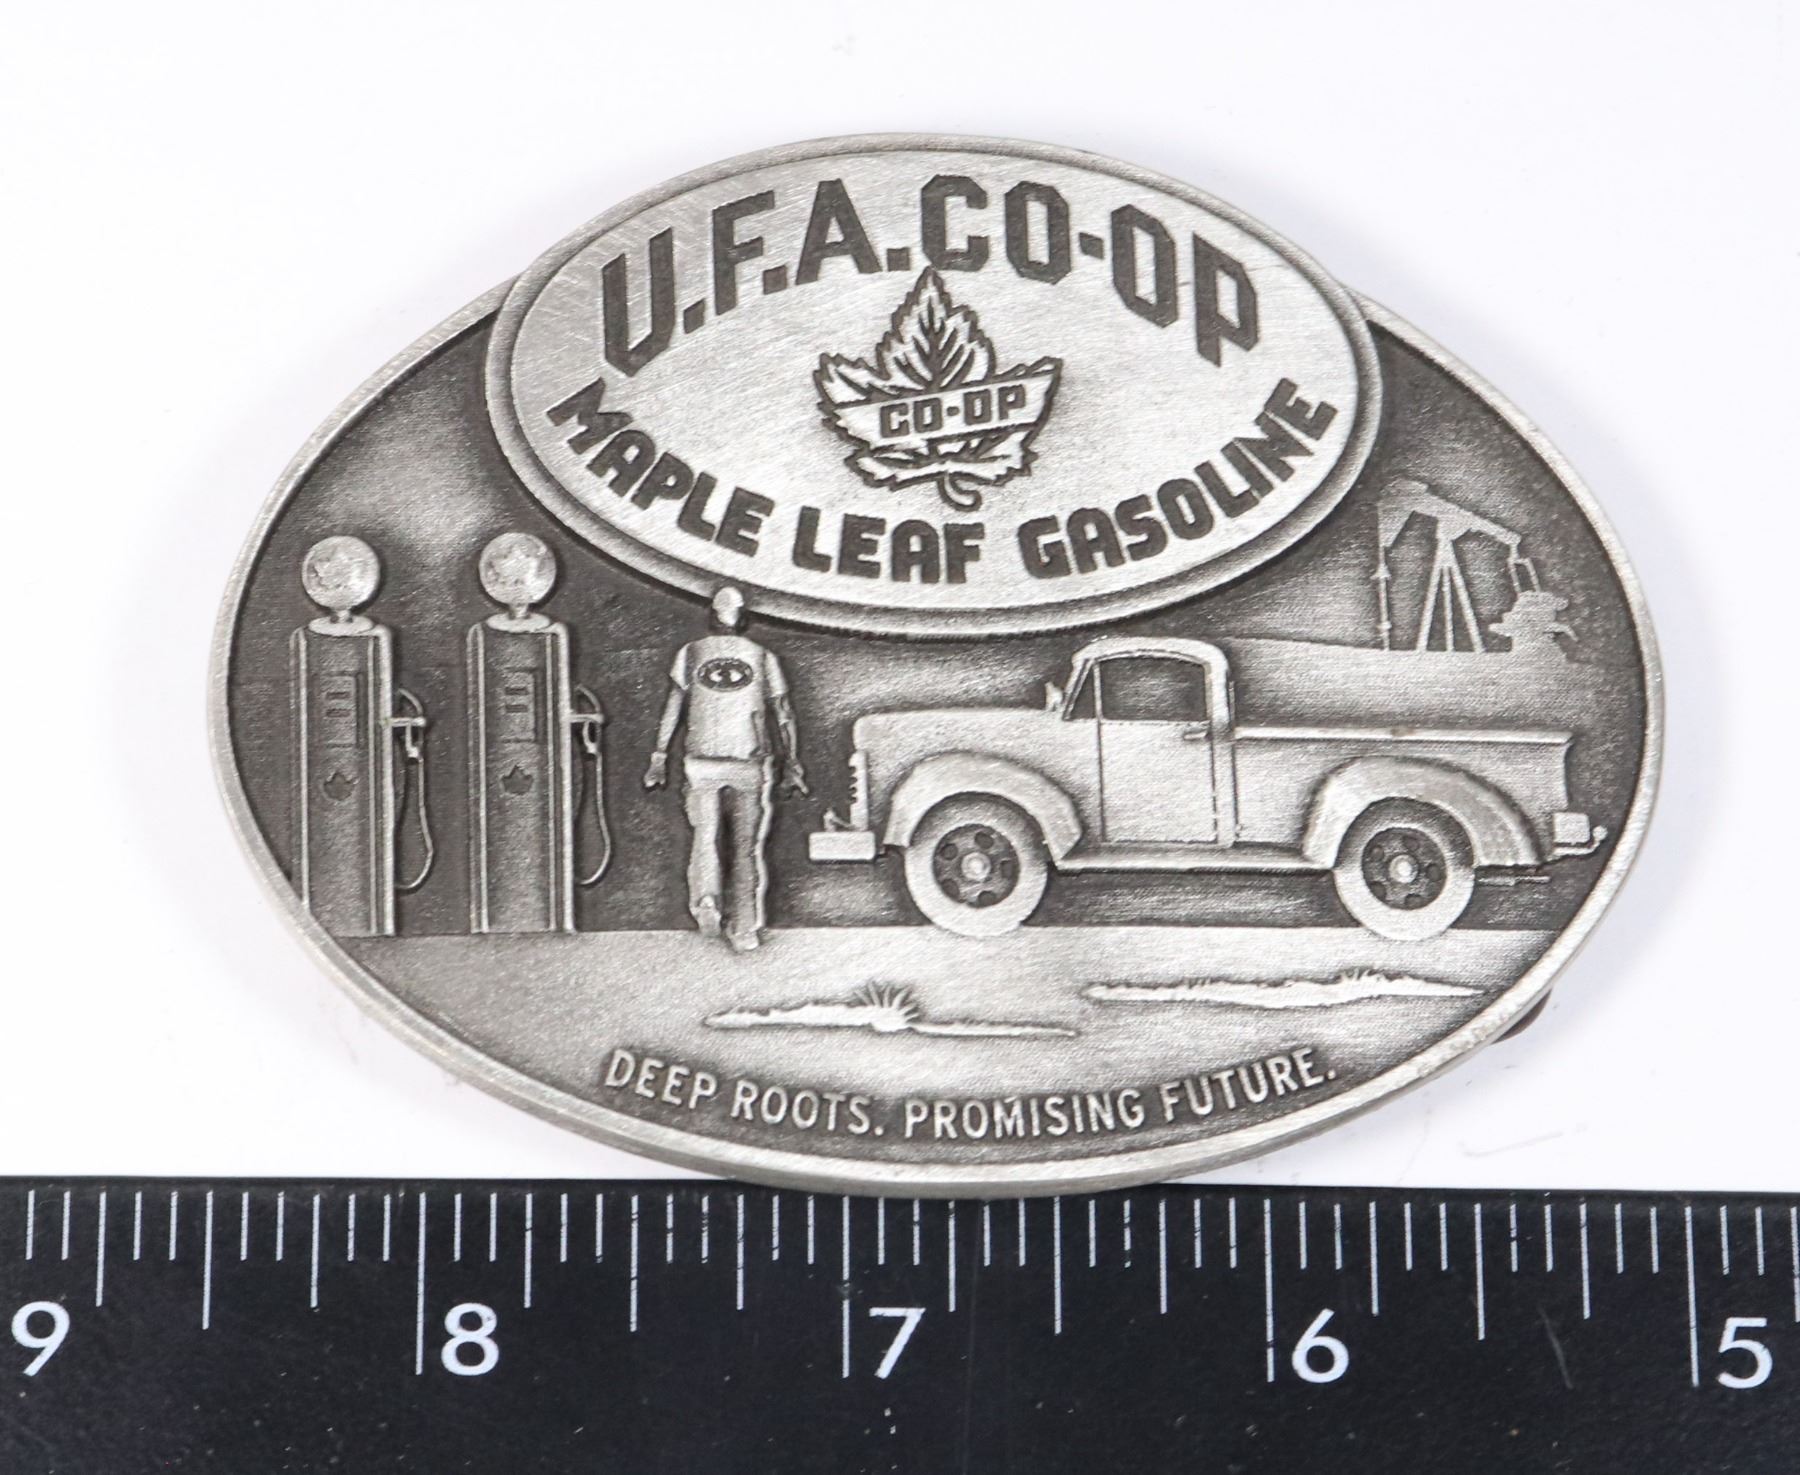 U.F.A. CO-OP
CO-OP
MAPLE LEAF GASOLINE
DEEP ROOTS. PROMISING FUTURE.
9 8 7 6 5